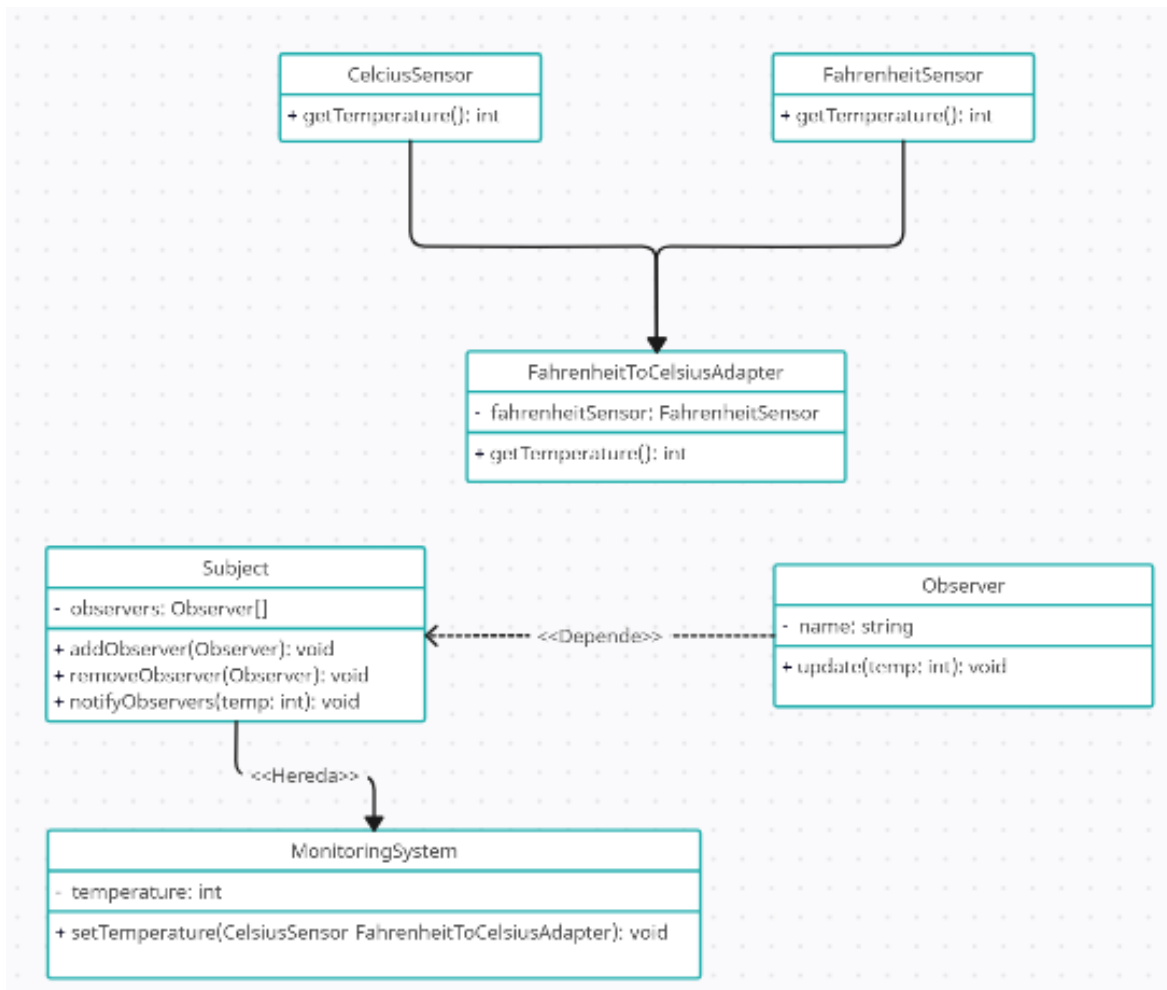 CelciusSensor
+ getTemperature(): int
FahrenheitSensor
+ getTemperature(): int
FahrenheitToCelsiusAdapter
- fahrenheitSensor: FahrenheitSensor
+ getTemperature(): int
Subject
- observers: Observer[]
+ addObserver(Observer): void
+ removeObserver(Observer): void
+ notifyObservers(temp: int): void
<<Depende>>
Observer
- name: string
+ update(temp: int): void
<<Hereda>>
MonitoringSystem
- temperature: int
+ setTemperature(CelsiusSensor FahrenheitToCelsiusAdapter): void